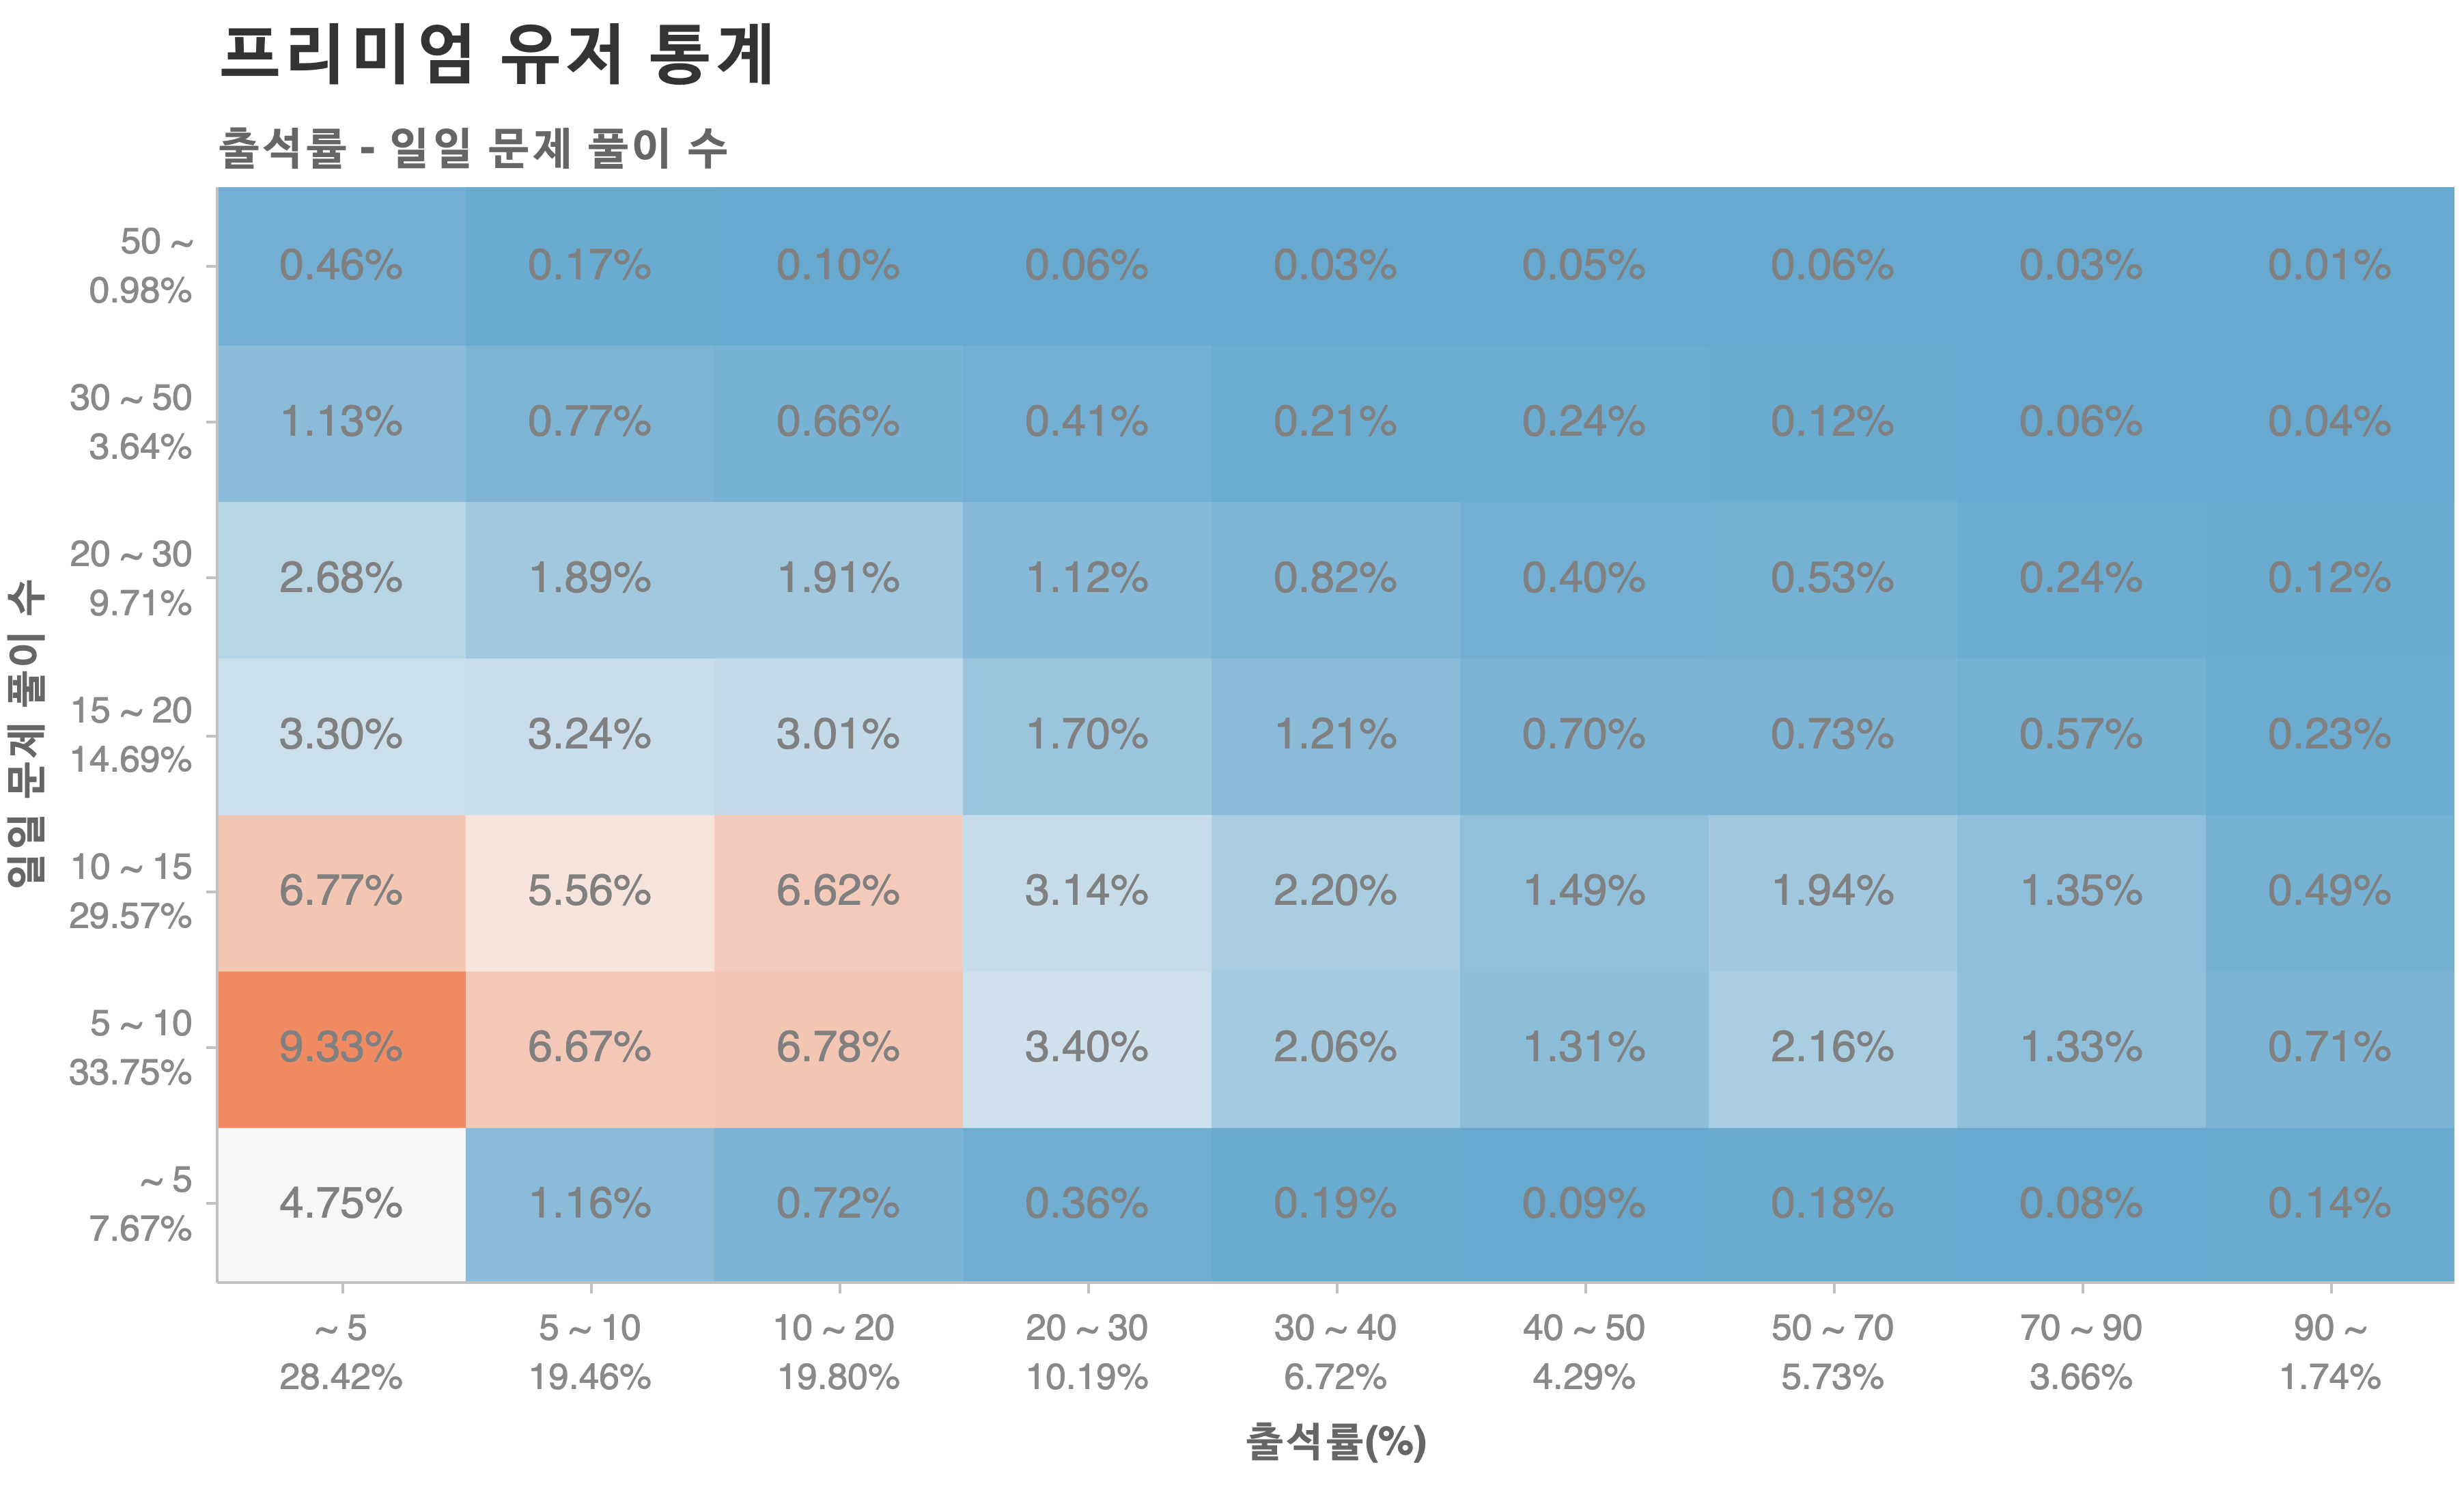 프리미엄 유저 통계
출석률 - 일일 문제 풀이 수
일일 문제 풀이 수
50 ~
0.98%
0.46% 0.17% 0.10% 0.06% 0.03% 0.05% 0.06% 0.03% 0.01%
30 ~ 50
3.64%
1.13% 0.77% 0.66% 0.41% 0.21% 0.24% 0.12% 0.06% 0.04%
20 ~ 30
9.71%
2.68% 1.89% 1.91% 1.12% 0.82% 0.40% 0.53% 0.24% 0.12%
15 ~ 20
14.69%
3.30% 3.24% 3.01% 1.70% 1.21% 0.70% 0.73% 0.57% 0.23%
10 ~ 15
29.57%
6.77% 5.56% 6.62% 3.14% 2.20% 1.49% 1.94% 1.35% 0.49%
5 ~ 10
33.75%
9.33% 6.67% 6.78% 3.40% 2.06% 1.31% 2.16% 1.33% 0.71%
~ 5
7.67%
4.75% 1.16% 0.72% 0.36% 0.19% 0.09% 0.18% 0.08% 0.14%
~ 5 5 ~ 10 10 ~ 20 20 ~ 30 30 ~ 40 40 ~ 50 50 ~ 70 70 ~ 90 90 ~
28.42% 19.46% 19.80% 10.19% 6.72% 4.29% 5.73% 3.66% 1.74%
출석률(%)